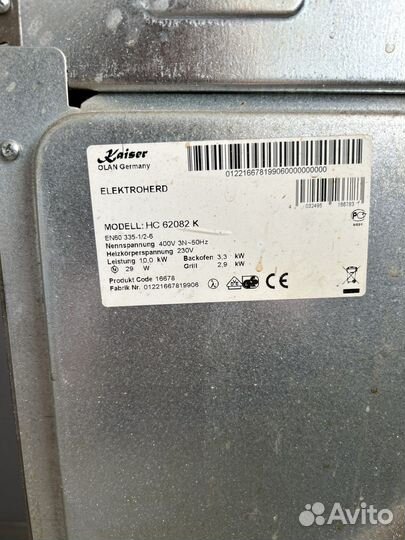 Kaiser
OLAN Germany
01221667819906000000000
ELEKTROHERD
MODELL: HC 62082 K
EN60 335-1/2-6
Nennspannung 400V 3N~50Hz
Heizkorperspannung 230V
Leistung 10,0 kW Backofen 3,3 kW
N 29 W Grill 2,9 kW
Produkt Code 16678
Fabrik Nr. 01221667819906
CE
Avito